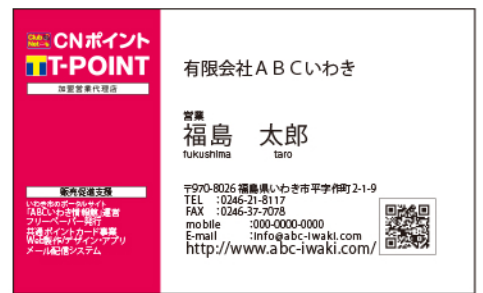 Club Net-s CNポイント
T-POINT
加盟営業代理店
販売促進支援
いわき市のポータルサイト
「ABCいわき情報館」運営
フリーペーパー発行
共通ポイントカード事業
Web製作/デザイン・アプリ
メール配信システム
有限会社ABCいわき
営業
福島 太郎
fukushima taro
〒970-8026 福島県いわき市平字作町2-1-9
TEL :0246-21-8117
FAX :0246-37-7078
mobile :000-0000-0000
E-mail :info@abc-iwaki.com
http://www.abc-iwaki.com/